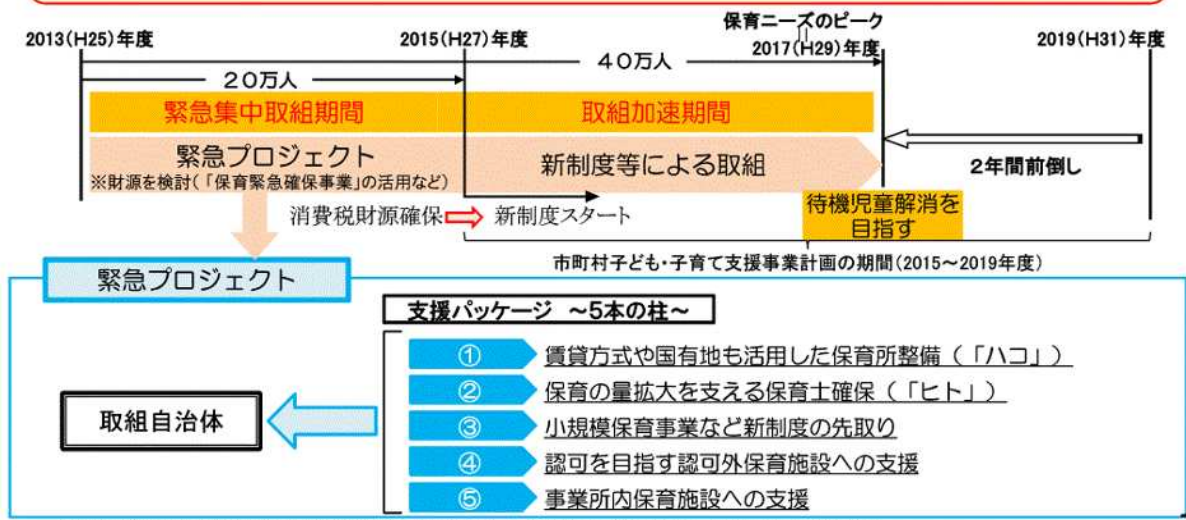 保育ニーズのピーク
2013(H25)年度
2015(H27)年度
2017(H29)年度
2019(H31)年度
40万人
20万人
緊急集中取組期間
取組加速期間
緊急プロジェクト
※財源を検討(「保育緊急確保事業」の活用など)
新制度等による取組
2年間前倒し
消費税財源確保
新制度スタート
待機児童解消を
目指す
市町村子ども・子育て支援事業計画の期間(2015～2019年度)
緊急プロジェクト
支援パッケージ ～5本の柱～
① 賃貸方式や国有地も活用した保育所整備(「ハコ」)
② 保育の量拡大を支える保育士確保(「ヒト」)
③ 小規模保育事業など新制度の先取り
④ 認可を目指す認可外保育施設への支援
⑤ 事業所内保育施設への支援
取組自治体